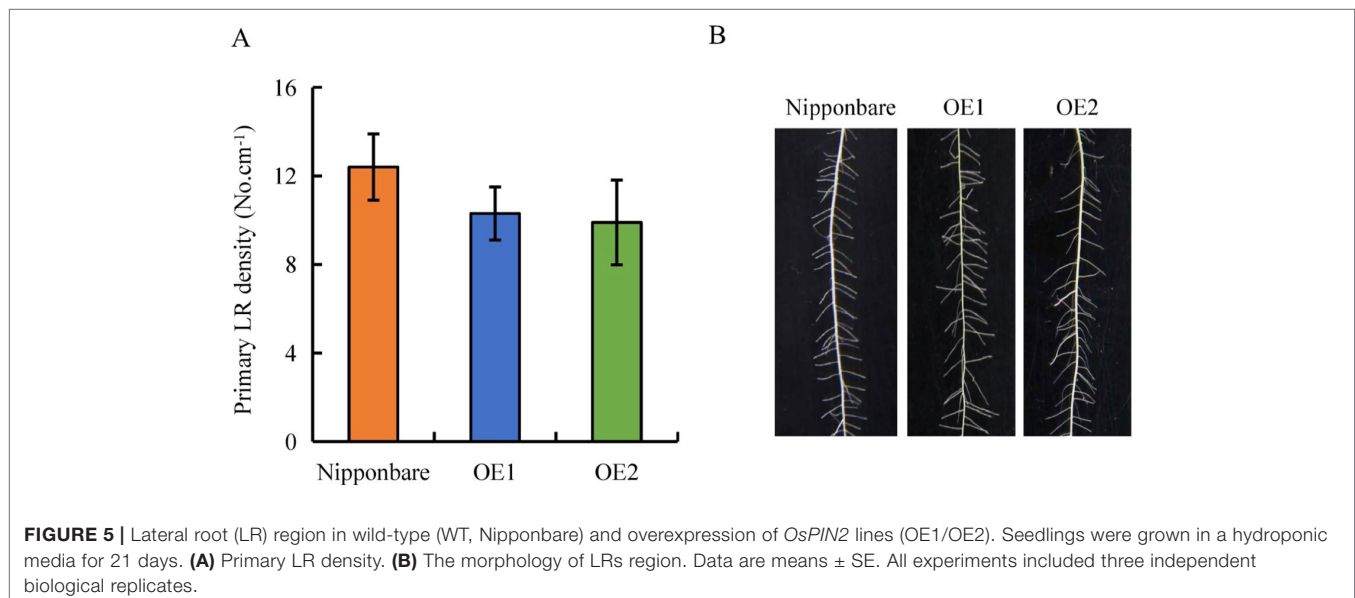 A
B
16
12
8
4
0
Primary LR density (No.cm⁻¹)
Nipponbare OE1 OE2
Nipponbare OE1 OE2
FIGURE 5 | Lateral root (LR) region in wild-type (WT, Nipponbare) and overexpression of OsPIN2 lines (OE1/OE2). Seedlings were grown in a hydroponic
media for 21 days. (A) Primary LR density. (B) The morphology of LRs region. Data are means ± SE. All experiments included three independent
biological replicates.